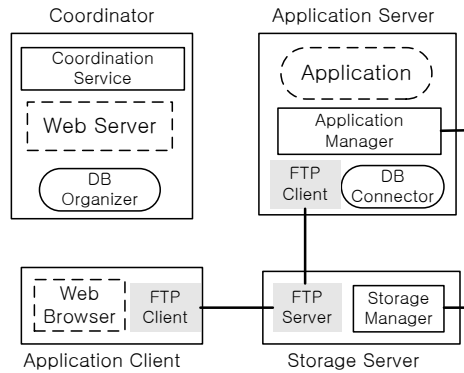 Coordinator
Coordination
Service
Web Server
DB
Organizer
Application Server
Application
Application
Manager
FTP
Client
DB
Connector
Web
Browser
FTP
Client
Application Client
FTP
Server
Storage
Manager
Storage Server